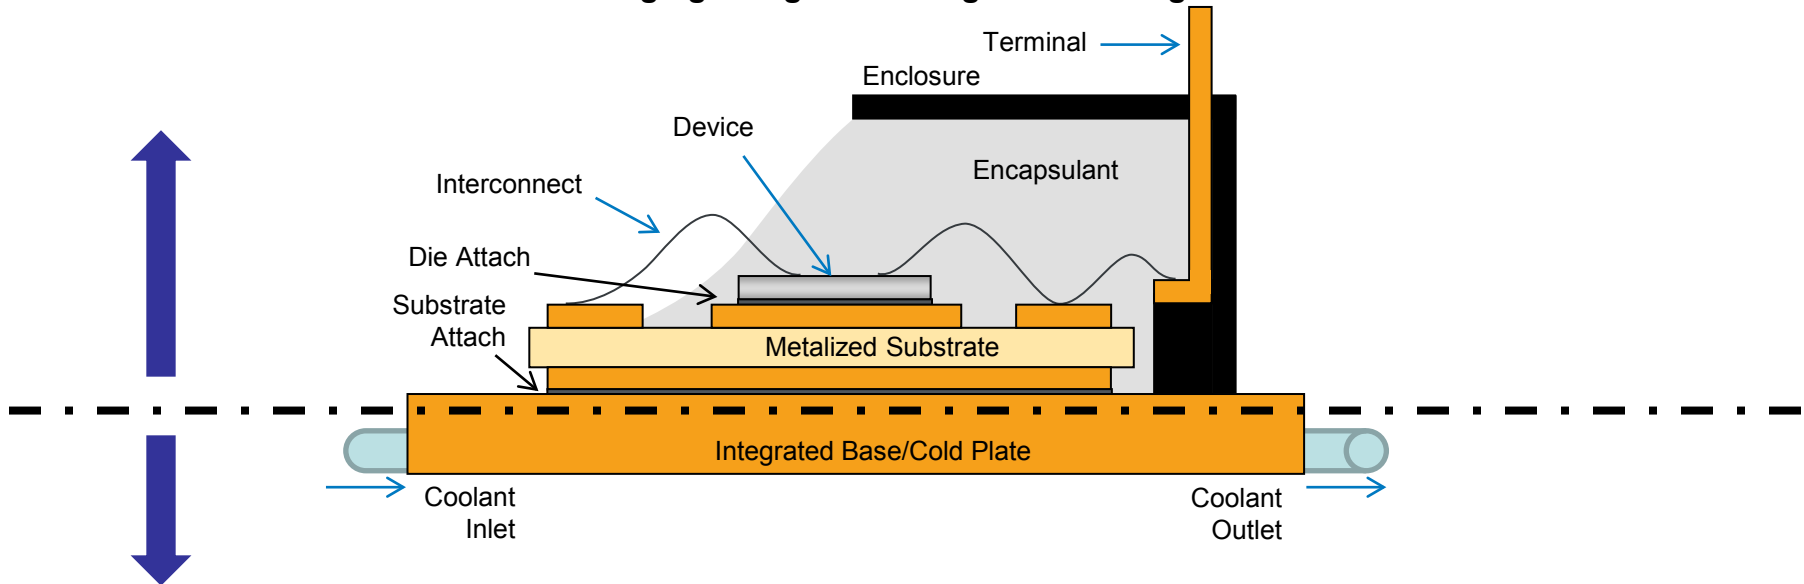 Terminal
Enclosure
Device
Encapsulant
Interconnect
Die Attach
Substrate
Attach
Metalized Substrate
Integrated Base/Cold Plate
Coolant
Inlet
Coolant
Outlet